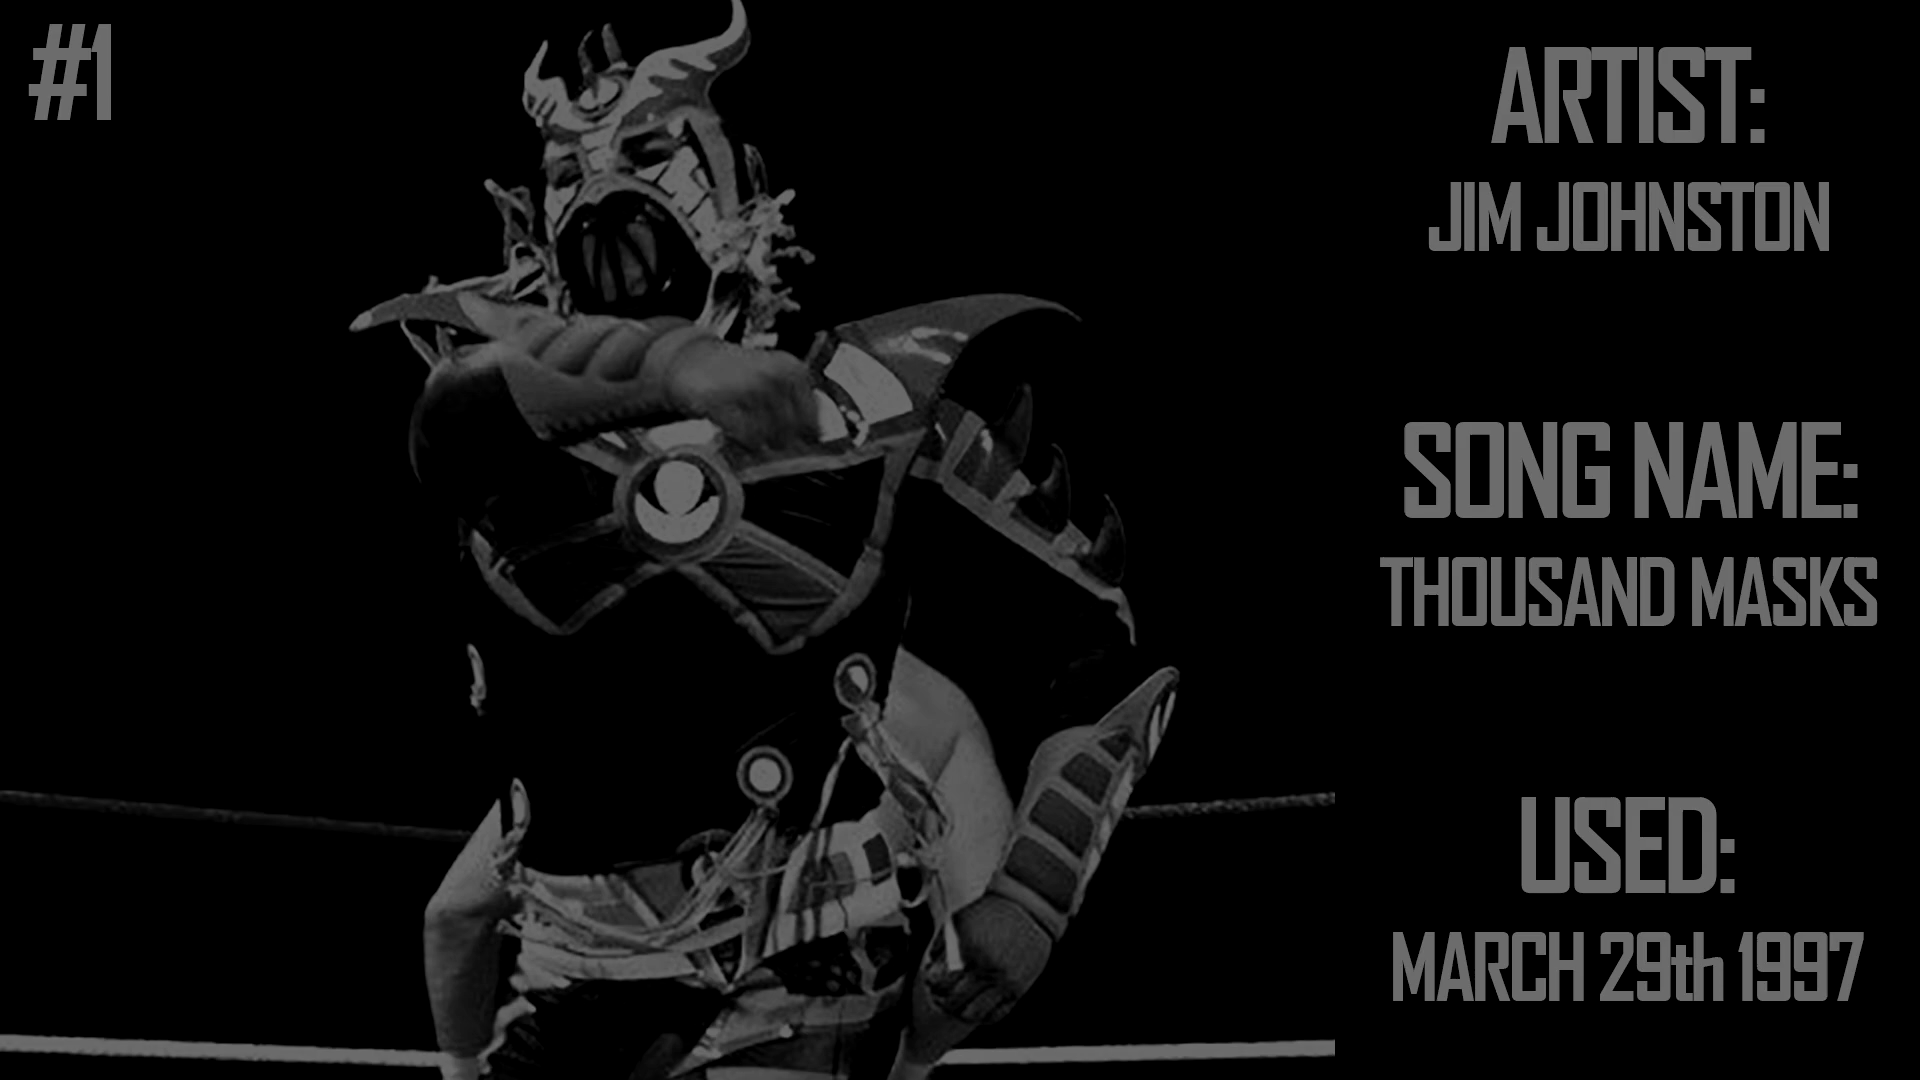 #1
ARTIST:
JIM JOHNSTON
SONG NAME:
THOUSAND MASKS
USED:
MARCH 29th 1997